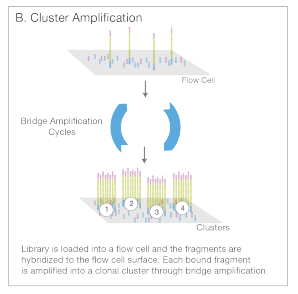 B. Cluster Amplification
Flow Cell
Bridge Amplification
Cycles
1
2
3
4
Clusters
Library is loaded into a flow cell and the fragments are
hybridized to the flow cell surface. Each bound fragment
is amplified into a clonal cluster through bridge amplification.